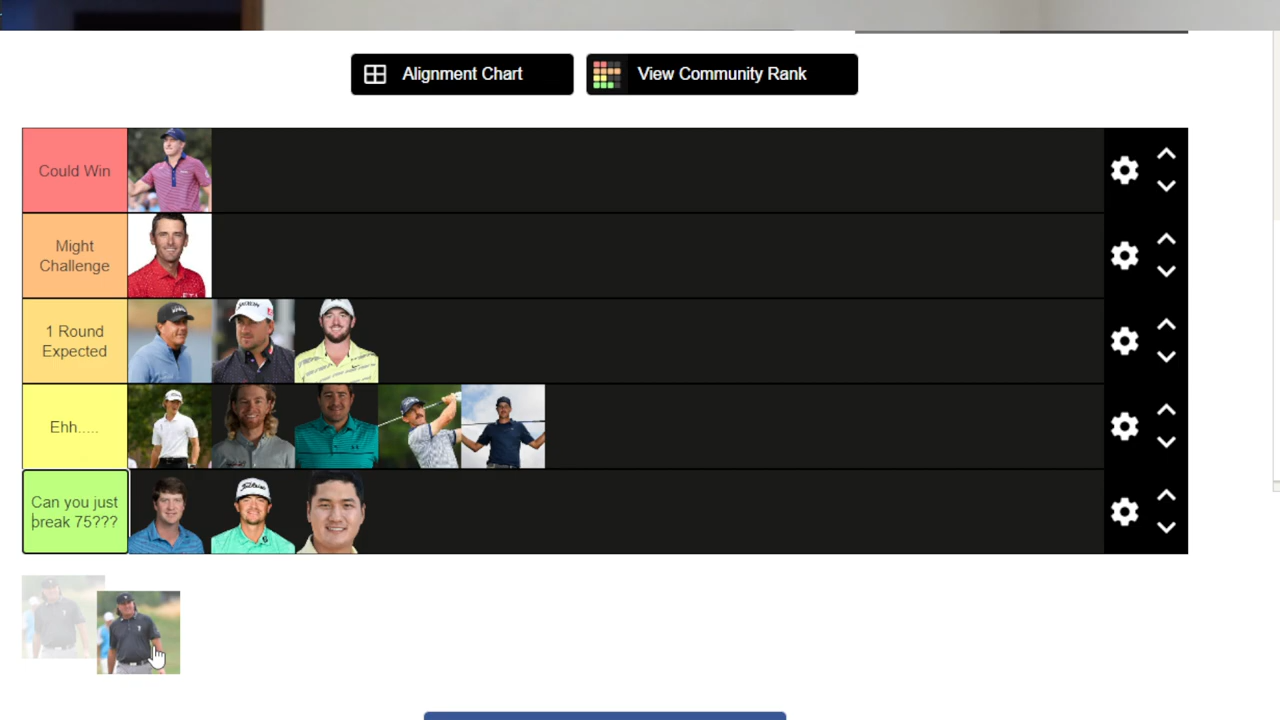 Alignment Chart
View Community Rank
Could Win
Might
Challenge
1 Round
Expected
Ehh.....
Can you just
break 75???